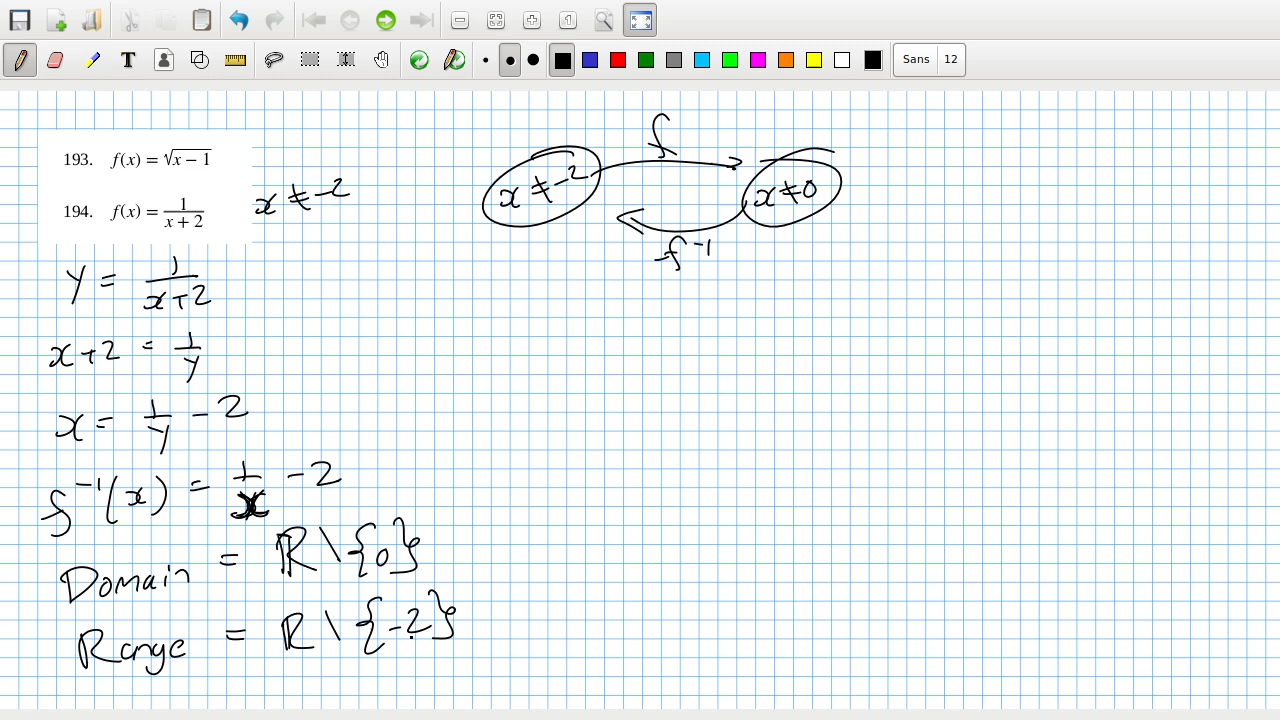 Sans 12
193. f(x) = √x − 1
194. f(x) = 1/(x + 2)
x ≠ -2
f
x ≠ -2
x ≠ 0
f⁻¹
y = 1/(x+2)
x+2 = 1/y
x = 1/y - 2
f⁻¹(x) = 1/x - 2
Domain = ℝ \ {0}
Range = ℝ \ {-2}